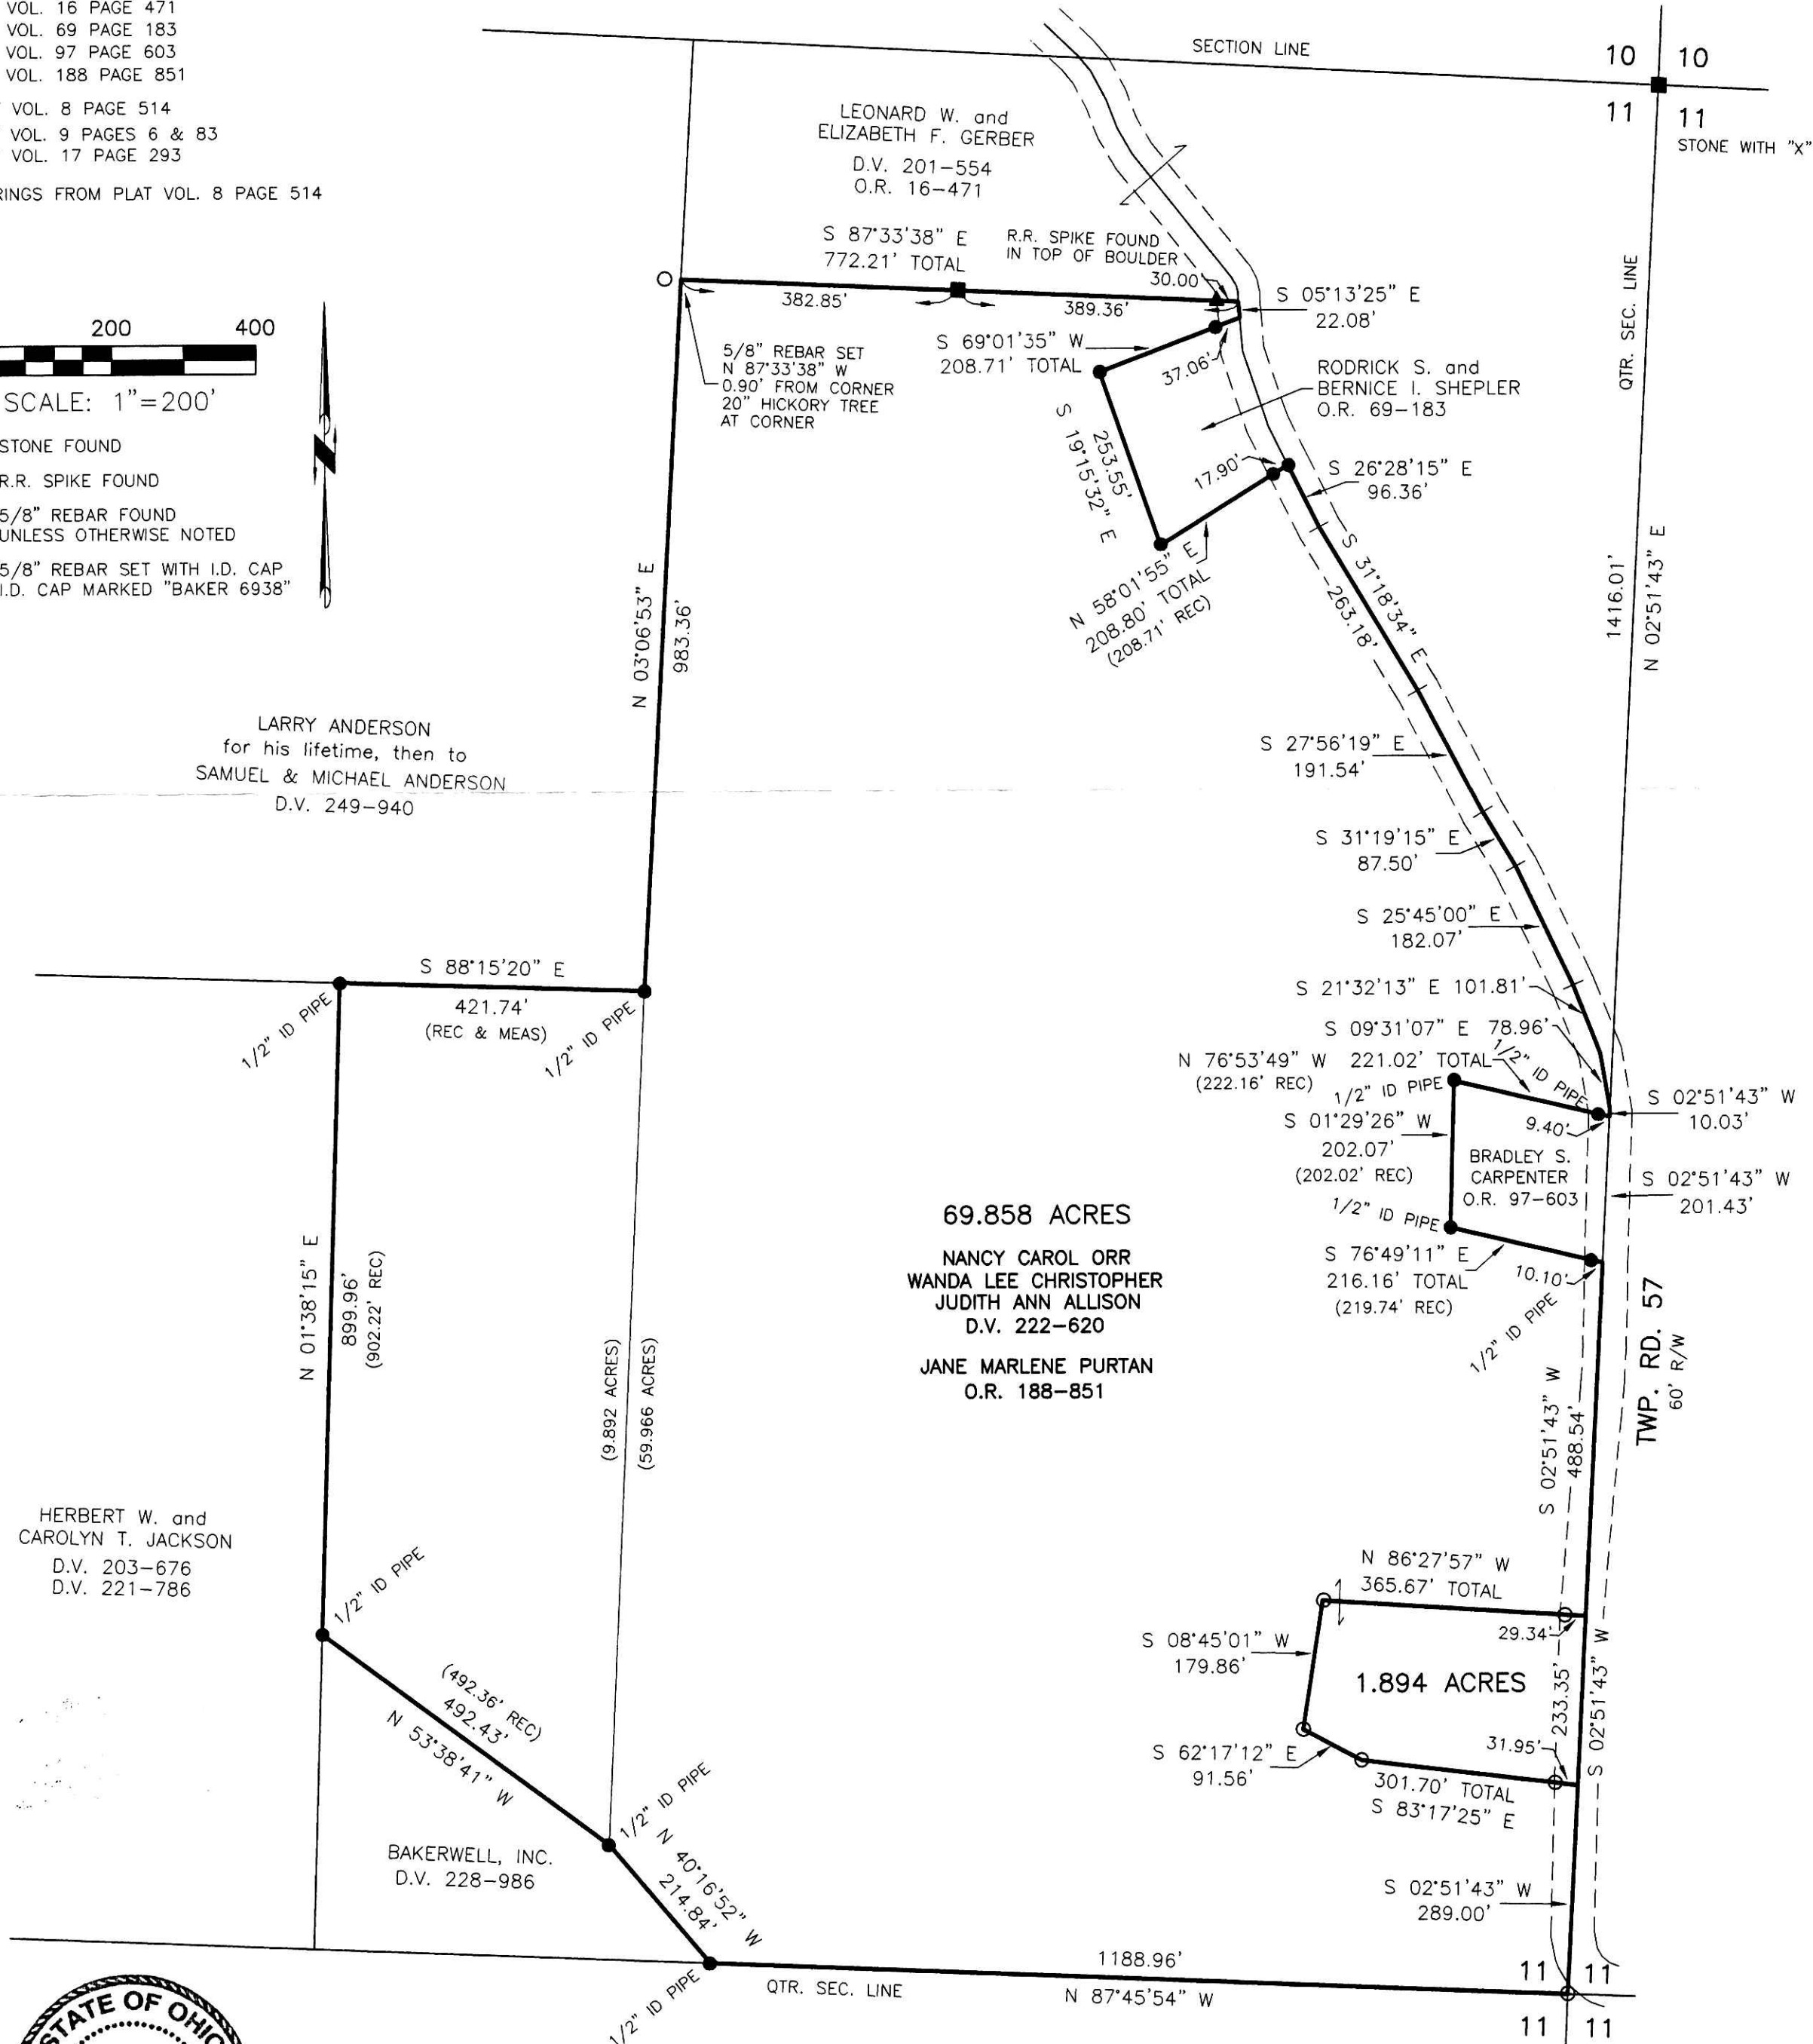 VOL. 16 PAGE 471
VOL. 69 PAGE 183
VOL. 97 PAGE 603
VOL. 188 PAGE 851
VOL. 8 PAGE 514
VOL. 9 PAGES 6 & 83
VOL. 17 PAGE 293
FROM PLAT VOL. 8 PAGE 514
200 400
SCALE: 1"=200'
STONE FOUND
R.R. SPIKE FOUND
5/8" REBAR FOUND
UNLESS OTHERWISE NOTED
5/8" REBAR SET WITH I.D. CAP
I.D. CAP MARKED "BAKER 6938"
SECTION LINE
10 10
11 11
STONE WITH "X"
LEONARD W. and
ELIZABETH F. GERBER
D.V. 201-554
O.R. 16-471
S 87°33'38" E
772.21' TOTAL
R.R. SPIKE FOUND
IN TOP OF BOULDER
30.00
382.85'
389.36'
S 05°13'25" E
22.08'
5/8" REBAR SET
N 87°33'38" W
0.90' FROM CORNER
20" HICKORY TREE
AT CORNER
S 69°01'35" W
208.71' TOTAL
37.06'
RODRICK S. and
BERNICE I. SHEPLER
O.R. 69-183
QTR. SEC. LINE
253.55'
S 19°15'32" E
17.90'
S 26°28'15" E
96.36'
N 58°01'55" E
208.80' TOTAL
(208.71' REC)
S 31°18'34" E
263.18'
1416.01'
N 02°51'43" E
N 03°06'53" E
983.36'
LARRY ANDERSON
for his lifetime, then to
SAMUEL & MICHAEL ANDERSON
D.V. 249-940
S 27°56'19" E
191.54'
S 31°19'15" E
87.50'
S 25°45'00" E
182.07'
S 21°32'13" E 101.81'
S 09°31'07" E 78.96'
S 88°15'20" E
421.74'
(REC & MEAS)
1/2" ID PIPE
1/2" ID PIPE
N 76°53'49" W 221.02' TOTAL
(222.16' REC)
1/2" ID PIPE
1/2" ID PIPE
9.40'
S 02°51'43" W
10.03'
S 01°29'26" W
202.07'
(202.02' REC)
BRADLEY S.
CARPENTER
O.R. 97-603
S 02°51'43" W
201.43'
1/2" ID PIPE
S 76°49'11" E
216.16' TOTAL
(219.74' REC)
10.10'
1/2" ID PIPE
69.858 ACRES
NANCY CAROL ORR
WANDA LEE CHRISTOPHER
JUDITH ANN ALLISON
D.V. 222-620
JANE MARLENE PURTAN
O.R. 188-851
N 01°38'15" E
899.96'
(902.22' REC)
(9.892 ACRES)
(59.966 ACRES)
TWP. RD. 57
60' R/W
S 02°51'43" W
488.54'
HERBERT W. and
CAROLYN T. JACKSON
D.V. 203-676
D.V. 221-786
1/2" ID PIPE
N 86°27'57" W
365.67' TOTAL
29.34'
S 08°45'01" W
179.86'
1.894 ACRES
233.35'
S 02°51'43" W
S 62°17'12" E
91.56'
31.95'
301.70' TOTAL
S 83°17'25" E
(492.36' REC)
492.43'
N 53°38'41" W
1/2" ID PIPE
BAKERWELL, INC.
D.V. 228-986
N 40°16'52" W
214.84'
S 02°51'43" W
289.00'
1188.96'
QTR. SEC. LINE
N 87°45'54" W
1/2" ID PIPE
11 11
11 11
STATE OF OHIO